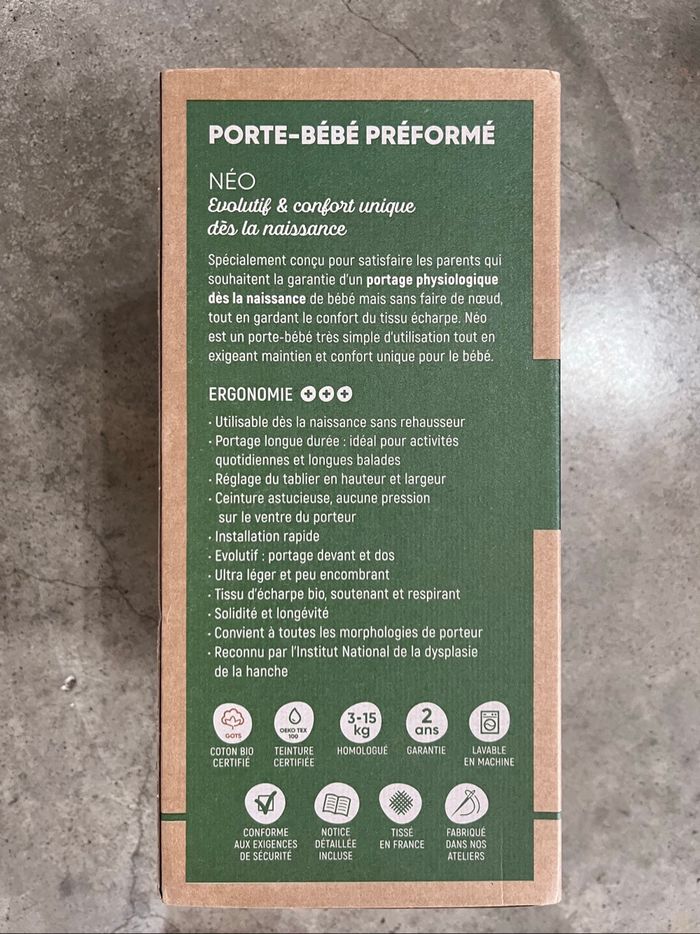 PORTE-BÉBÉ PRÉFORMÉ
NÉO
Evolutif & confort unique
dès la naissance
Spécialement conçu pour satisfaire les parents qui
souhaitent la garantie d'un portage physiologique
dès la naissance de bébé mais sans faire de nœud,
tout en gardant le confort du tissu écharpe. Néo
est un porte-bébé très simple d'utilisation tout en
exigeant maintien et confort unique pour le bébé.
ERGONOMIE +++
· Utilisable dès la naissance sans rehausseur
· Portage longue durée : idéal pour activités
quotidiennes et longues balades
· Réglage du tablier en hauteur et largeur
· Ceinture astucieuse, aucune pression
sur le ventre du porteur
· Installation rapide
· Evolutif : portage devant et dos
· Ultra léger et peu encombrant
· Tissu d'écharpe bio, soutenant et respirant
· Solidité et longévité
· Convient à toutes les morphologies de porteur
· Reconnu par l'Institut National de la dysplasie
de la hanche
GOTS
COTON BIO
CERTIFIÉ
OEKO TEX
100
TEINTURE
CERTIFIÉE
3-15
kg
HOMOLOGUÉ
2
ans
GARANTIE
LAVABLE
EN MACHINE
CONFORME
AUX EXIGENCES
DE SÉCURITÉ
NOTICE
DÉTAILLÉE
INCLUSE
TISSÉ
EN FRANCE
FABRIQUÉ
DANS NOS
ATELIERS